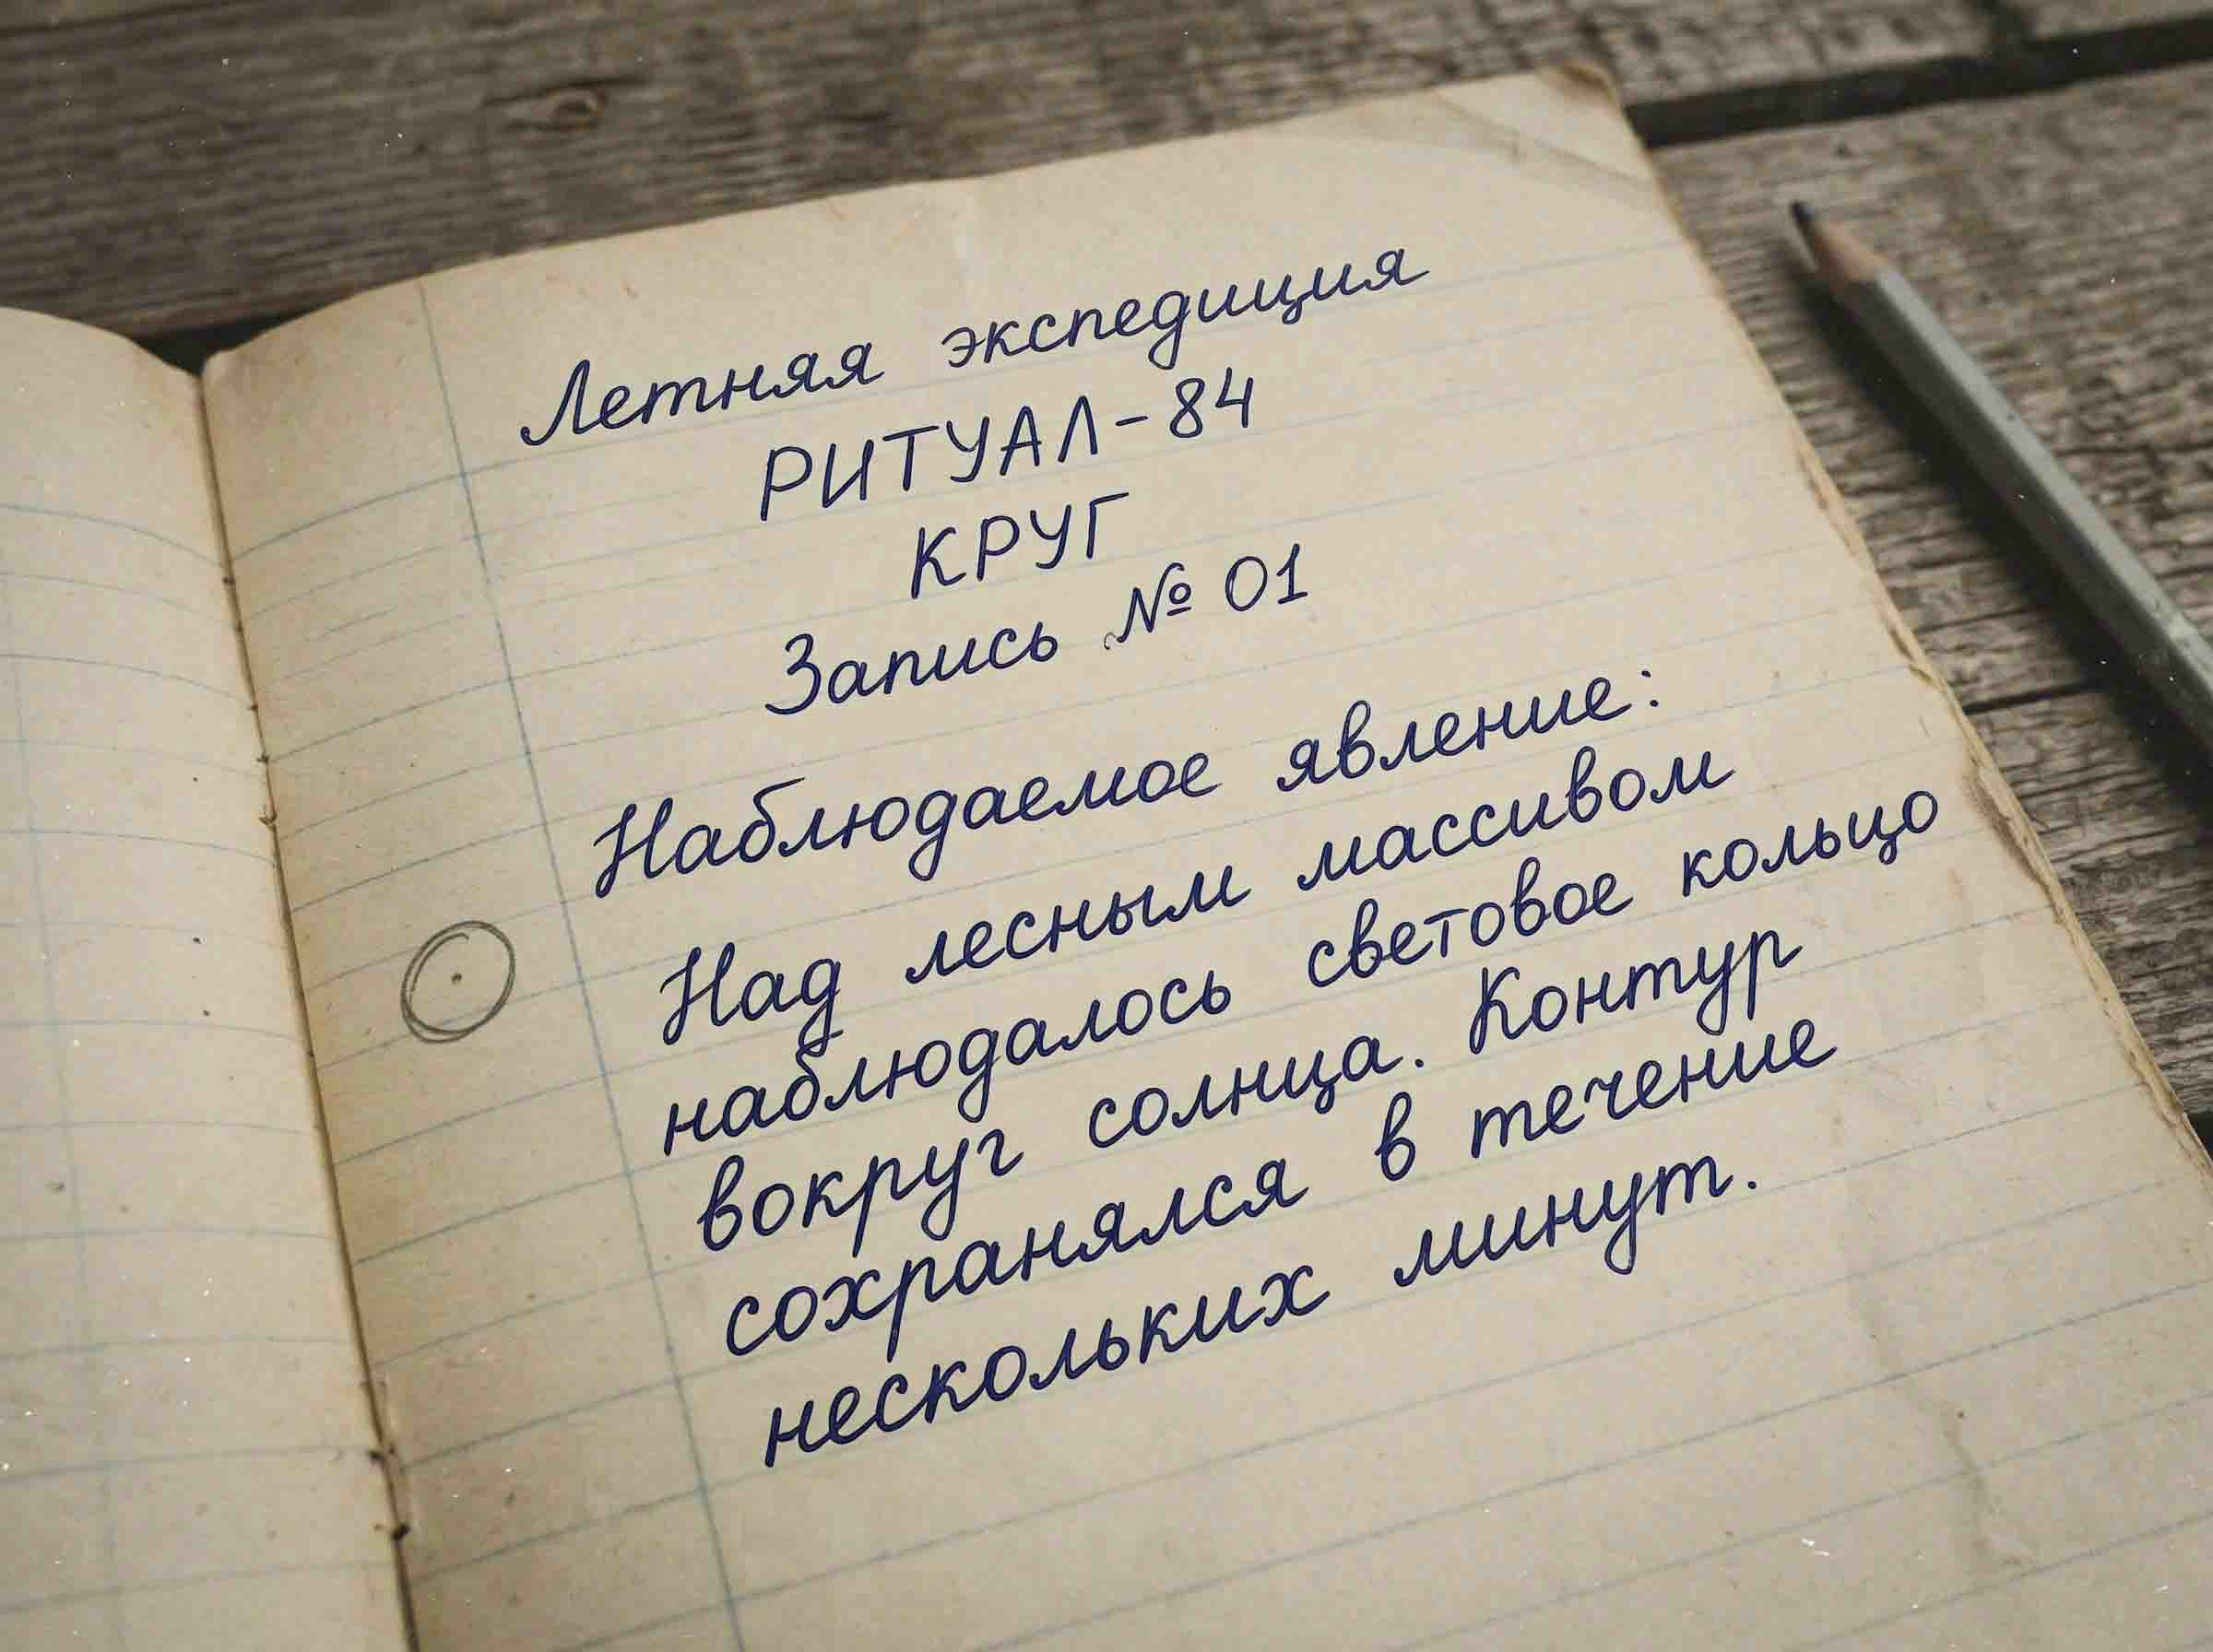 Летняя экспедиция
РИТУАЛ-84
КРУГ
Запись № 01
Наблюдаемое явление:
Над лесным массивом
наблюдалось световое кольцо
вокруг солнца. Контур
сохранялся в течение
нескольких минут.